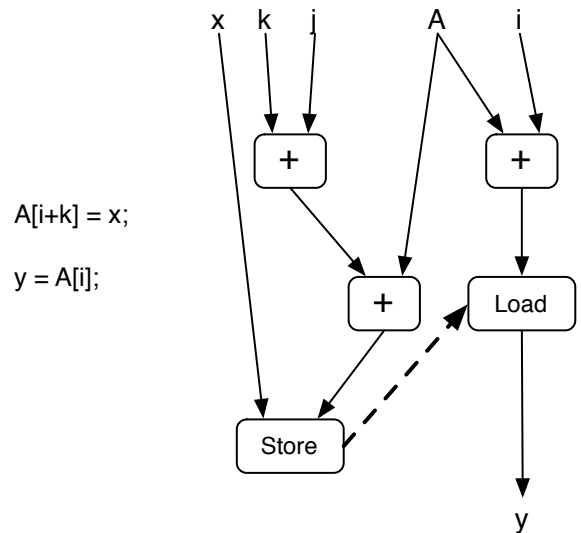 x k j A i
+ +
A[i+k] = x;
y = A[i];
+ Load
Store
y